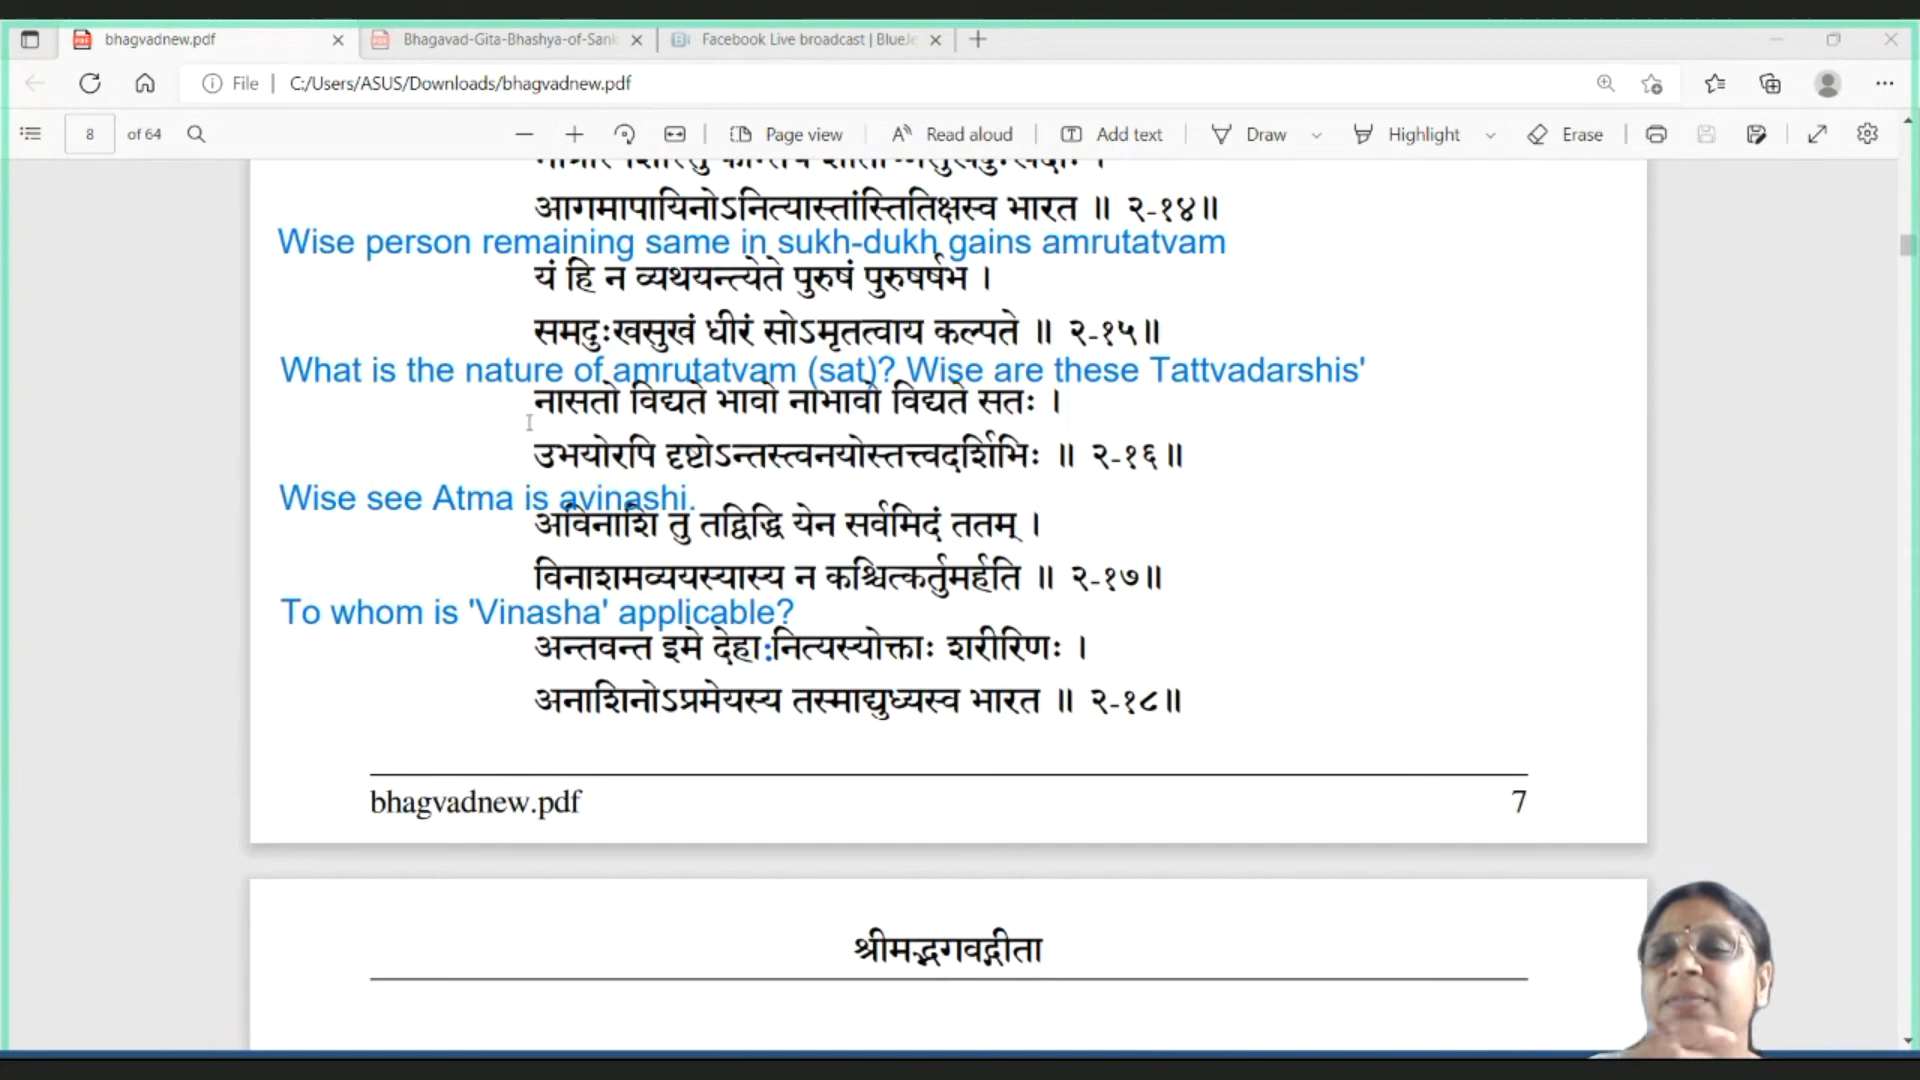 bhagvadnew.pdf
Bhagavad-Gita-Bhashya-of-Sank
Facebook Live broadcast | BlueJe
File | C:/Users/ASUS/Downloads/bhagvadnew.pdf
8 of 64 Page view Read aloud Add text Draw Highlight Erase
आगमापायिनोऽनित्यास्तांस्तितिक्षस्व भारत ॥ २-१४॥
Wise person remaining same in sukh-dukh gains amrutatvam
यं हि न व्यथयन्त्येते पुरुषं पुरुषर्षभ ।
समदुःखसुखं धीरं सोऽमृतत्वाय कल्पते ॥ २-१५॥
What is the nature of amrutatvam (sat)? Wise are these Tattvadarshis'
नासतो विद्यते भावो नाभावो विद्यते सतः ।
उभयोरपि दृष्टोऽन्तस्त्वनयोस्तत्त्वदर्शिभिः ॥ २-१६॥
Wise see Atma is avinashi.
अविनाशि तु तद्विद्धि येन सर्वमिदं ततम् ।
विनाशमव्ययस्यास्य न कश्चित्कर्तुमर्हति ॥ २-१७॥
To whom is 'Vinasha' applicable?
अन्तवन्त इमे देहा:नित्यस्योक्ताः शरीरिणः ।
अनाशिनोऽप्रमेयस्य तस्माद्युध्यस्व भारत ॥ २-१८॥
bhagvadnew.pdf 7
श्रीमद्भगवद्गीता